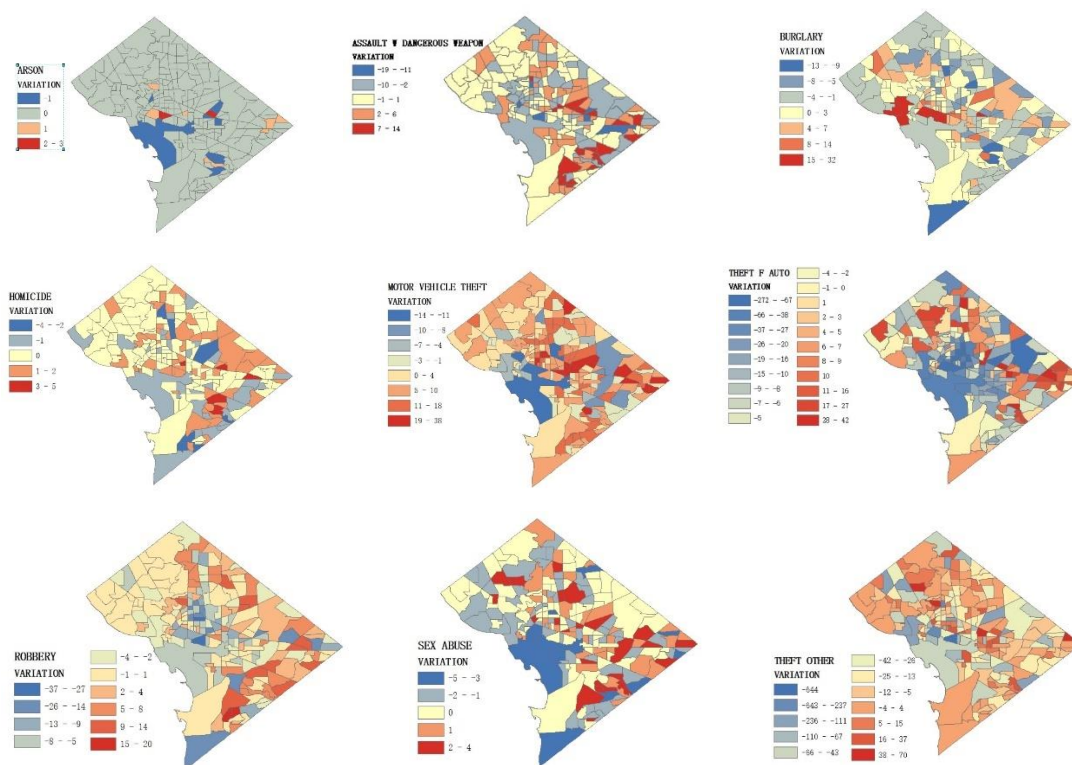 ARSON
VARIATION
-1
0
1
2 - 3
ASSAULT W DANGEROUS WEAPON
VARIATION
-19 - -11
-10 - -2
-1 - 1
2 - 6
7 - 14
BURGLARY
VARIATION
-13 - -9
-8 - -5
-4 - -1
0 - 3
4 - 7
8 - 14
15 - 32
HOMICIDE
VARIATION
-4 - -2
-1
0
1 - 2
3 - 5
MOTOR VEHICLE THEFT
VARIATION
-14 - -11
-10 - -8
-7 - -4
-3 - -1
0 - 4
5 - 10
11 - 18
19 - 38
THEFT F AUTO
VARIATION
-272 - -67
-66 - -38
-37 - -27
-26 - -20
-19 - -16
-15 - -10
-9 - -8
-7 - -6
-5
-4 - -2
-1 - 0
1
2 - 3
4 - 5
6 - 7
8 - 9
10
11 - 16
17 - 27
28 - 42
ROBBERY
VARIATION
-37 - -27
-26 - -14
-13 - -9
-8 - -5
-4 - -2
-1 - 1
2 - 4
5 - 8
9 - 14
15 - 20
SEX ABUSE
VARIATION
-5 - -3
-2 - -1
0
1
2 - 4
THEFT OTHER
VARIATION
-644
-643 - -237
-236 - -111
-110 - -67
-66 - -43
-42 - -26
-25 - -13
-12 - -5
-4 - 4
5 - 15
16 - 37
38 - 70